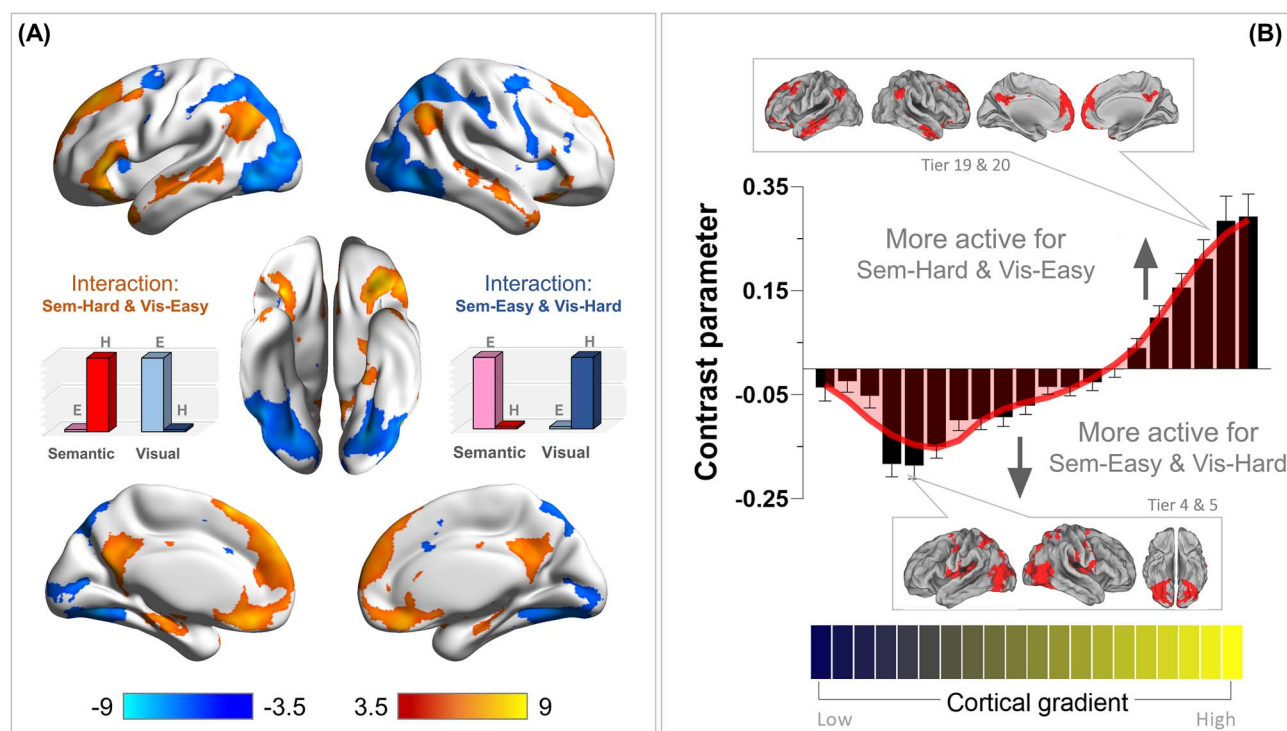 (A)
Interaction:
Sem-Hard & Vis-Easy
H
E
E
H
Semantic
Visual
Interaction:
Sem-Easy & Vis-Hard
E
H
H
E
Semantic
Visual
-9
-3.5
3.5
9
(B)
Tier 19 & 20
Contrast parameter
0.35
0.15
-0.05
-0.25
More active for
Sem-Hard & Vis-Easy
More active for
Sem-Easy & Vis-Hard
Tier 4 & 5
Cortical gradient
Low
High